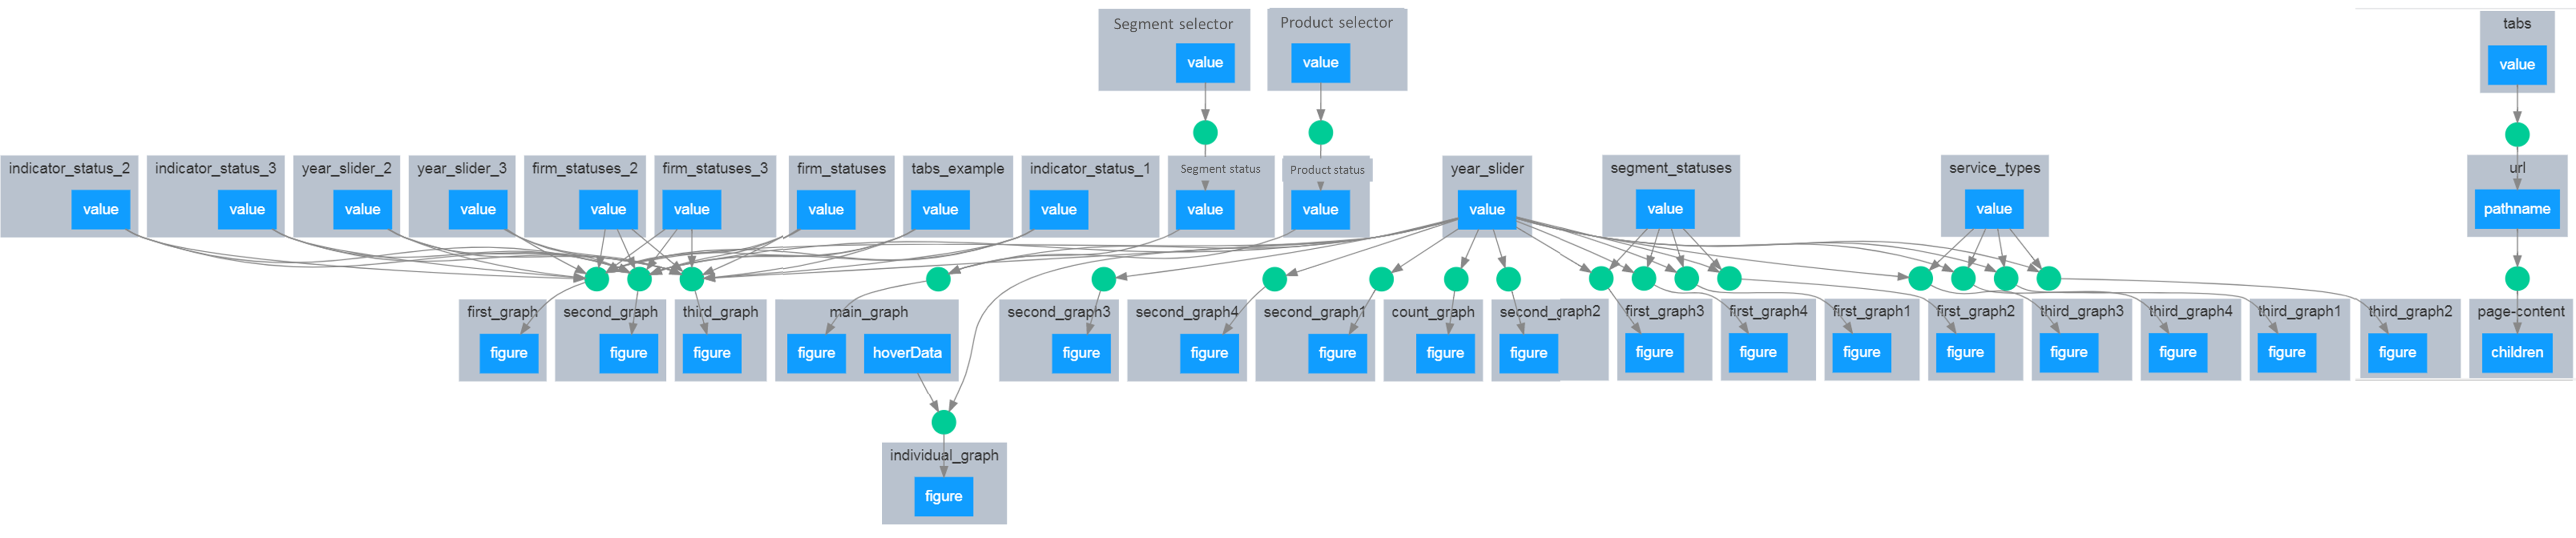 Segment selector
value
Product selector
value
tabs
value
indicator_status_2
value
indicator_status_3
value
year_slider_2
value
year_slider_3
value
firm_statuses_2
value
firm_statuses_3
value
firm_statuses
value
tabs_example
value
indicator_status_1
value
Segment status
value
Product status
value
year_slider
value
segment_statuses
value
service_types
value
url
pathname
first_graph
figure
second_graph
figure
third_graph
figure
main_graph
figure
hoverData
second_graph3
figure
second_graph4
figure
second_graph1
figure
count_graph
figure
second_graph2
figure
first_graph3
figure
first_graph4
figure
first_graph1
figure
first_graph2
figure
third_graph3
figure
third_graph4
figure
third_graph1
figure
third_graph2
figure
page-content
children
individual_graph
figure